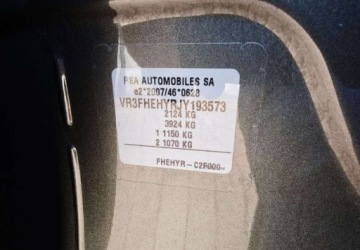 PSA AUTOMOBILES SA
e2*2007/46*0628
VR3FHEHYRJY193573
2124 KG
3924 KG
1 1150 KG
2 1070 KG
FHEHYR-C2F000